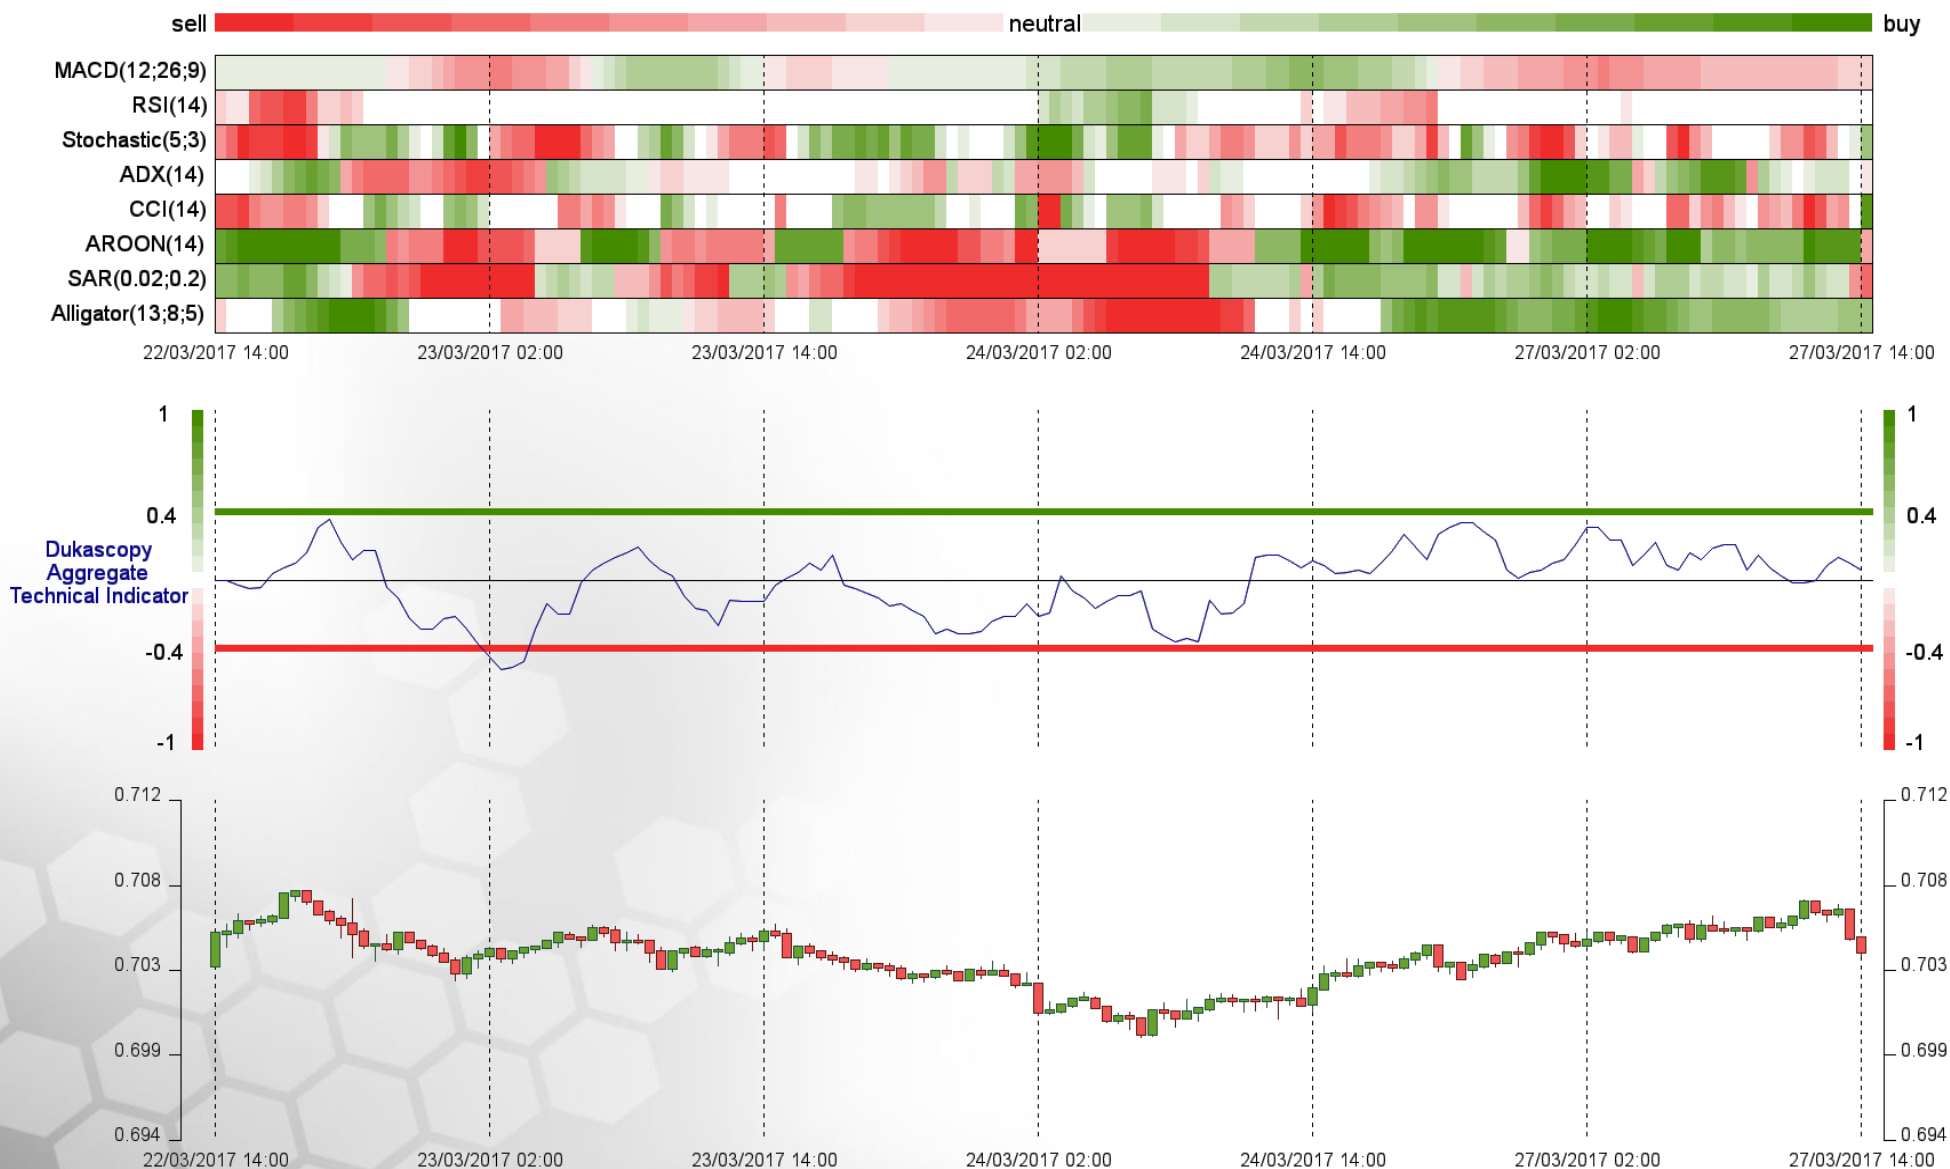 sell neutral buy
MACD(12;26;9)
RSI(14)
Stochastic(5;3)
ADX(14)
CCI(14)
AROON(14)
SAR(0.02;0.2)
Alligator(13;8;5)
22/03/2017 14:00 23/03/2017 02:00 23/03/2017 14:00 24/03/2017 02:00 24/03/2017 14:00 27/03/2017 02:00 27/03/2017 14:00
1 1
0.4 0.4
Dukascopy
Aggregate
Technical Indicator
-0.4 -0.4
-1 -1
0.712 0.712
0.708 0.708
0.703 0.703
0.699 0.699
0.694 0.694
22/03/2017 14:00 23/03/2017 02:00 23/03/2017 14:00 24/03/2017 02:00 24/03/2017 14:00 27/03/2017 02:00 27/03/2017 14:00